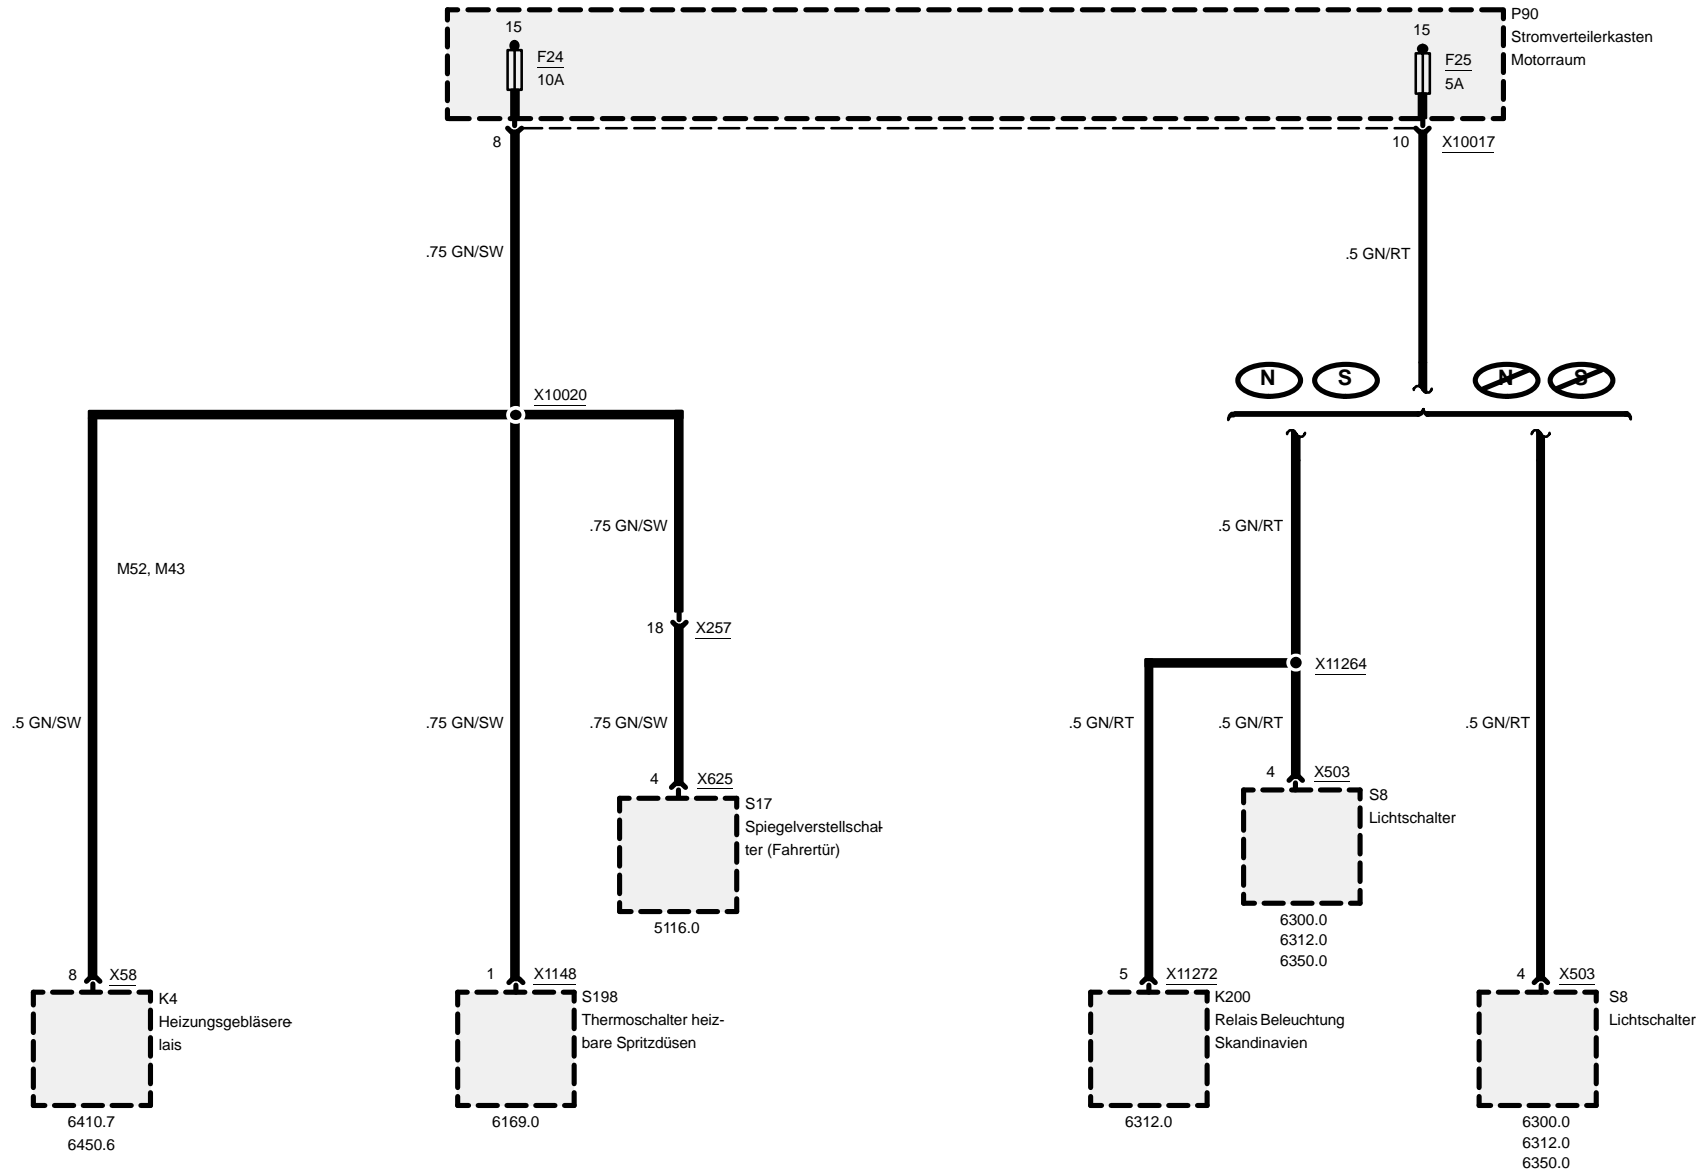 P90
Stromverteilerkasten
Motorraum
15
F24
10A
15
F25
5A
8
10
X10017
.75 GN/SW
.5 GN/RT
N
S
N
S
X10020
.75 GN/SW
.5 GN/RT
M52, M43
18
X257
X11264
.5 GN/SW
.75 GN/SW
.75 GN/SW
.5 GN/RT
.5 GN/RT
.5 GN/RT
4
X625
S17
Spiegelverstellschal-
ter (Fahrertür)
5116.0
4
X503
S8
Lichtschalter
6300.0
6312.0
6350.0
8
X58
K4
Heizungsgebläsere-
lais
6410.7
6450.6
1
X1148
S198
Thermoschalter heiz-
bare Spritzdüsen
6169.0
5
X11272
K200
Relais Beleuchtung
Skandinavien
6312.0
4
X503
S8
Lichtschalter
6300.0
6312.0
6350.0